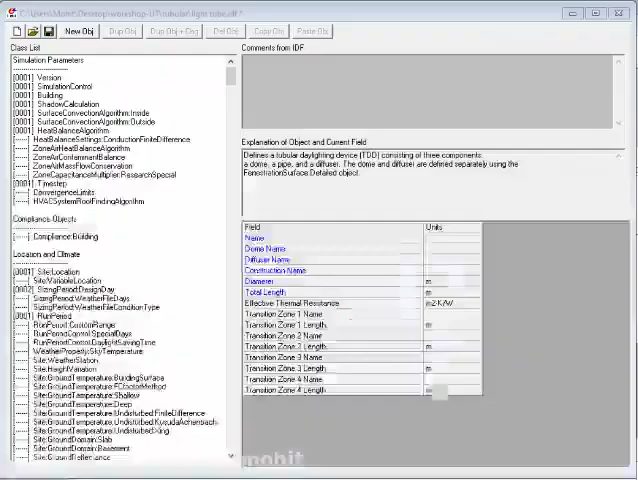 C:\Users\Mohit\Desktop\workshop-U7\tubular\light tube.idf *
New Obj Dup Obj Dup Obj + Chg Del Obj Copy Obj Paste Obj
Class List
Comments from IDF
Simulation Parameters
[0001] Version
[0001] SimulationControl
[0001] Building
[0001] ShadowCalculation
[0001] SurfaceConvectionAlgorithm:Inside
[0001] SurfaceConvectionAlgorithm:Outside
[0001] HeatBalanceAlgorithm
[------] HeatBalanceSettings:ConductionFiniteDifference
[------] ZoneAirHeatBalanceAlgorithm
[------] ZoneAirContaminantBalance
[------] ZoneAirMassFlowConservation
[------] ZoneCapacitanceMultiplier:ResearchSpecial
[0001] Timestep
[------] ConvergenceLimits
[------] HVACSystemRootFindingAlgorithm
Compliance Objects
[------] Compliance:Building
Location and Climate
[0001] Site:Location
[------] Site:VariableLocation
[0002] SizingPeriod:DesignDay
[------] SizingPeriod:WeatherFileDays
[------] SizingPeriod:WeatherFileConditionType
[0001] RunPeriod
[------] RunPeriod:CustomRange
[------] RunPeriodControl:SpecialDays
[------] RunPeriodControl:DaylightSavingTime
[------] WeatherProperty:SkyTemperature
[------] Site:WeatherStation
[------] Site:HeightVariation
[------] Site:GroundTemperature:BuildingSurface
[------] Site:GroundTemperature:FCfactorMethod
[------] Site:GroundTemperature:Shallow
[------] Site:GroundTemperature:Deep
[------] Site:GroundTemperature:Undisturbed:FiniteDifference
[------] Site:GroundTemperature:Undisturbed:KusudaAchenbach
[------] Site:GroundTemperature:Undisturbed:Xing
[------] Site:GroundDomain:Slab
[------] Site:GroundDomain:Basement
[------] Site:GroundReflectance
Explanation of Object and Current Field
Defines a tubular daylighting device (TDD) consisting of three components:
a dome, a pipe, and a diffuser. The dome and diffuser are defined separately using the
FenestrationSurface:Detailed object.
Field Units
Name
Dome Name
Diffuser Name
Construction Name
Diameter m
Total Length m
Effective Thermal Resistance m2-K/W
Transition Zone 1 Name
Transition Zone 1 Length m
Transition Zone 2 Name
Transition Zone 2 Length m
Transition Zone 3 Name
Transition Zone 3 Length m
Transition Zone 4 Name
Transition Zone 4 Length m
mohit